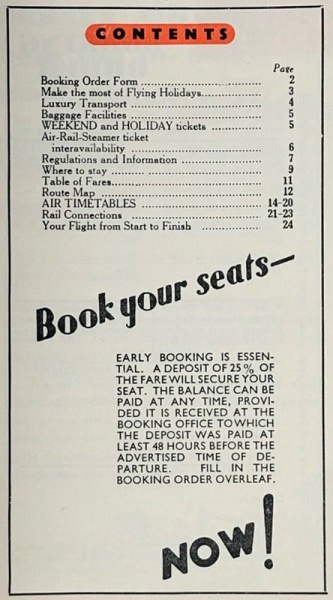 CONTENTS
Page
Booking Order Form .......................... 2
Make the most of Flying Holidays............. 3
Luxury Transport ............................ 4
Baggage Facilities .......................... 5
WEEKEND and HOLIDAY tickets ............ 5
Air-Rail-Steamer ticket
interavailability ............................ 6
Regulations and Information ................. 7
Where to stay ............................... 9
Table of Fares............................... 11
Route Map ................................... 12
AIR TIMETABLES ........................ 14-20
Rail Connections ........................ 21-23
Your Flight from Start to Finish ............. 24
Book your seats—
EARLY BOOKING IS ESSEN-
TIAL. A DEPOSIT OF 25% OF
THE FARE WILL SECURE YOUR
SEAT. THE BALANCE CAN BE
PAID AT ANY TIME, PROVI-
DED IT IS RECEIVED AT THE
BOOKING OFFICE TO WHICH
THE DEPOSIT WAS PAID AT
LEAST 48 HOURS BEFORE THE
ADVERTISED TIME OF DE-
PARTURE. FILL IN THE
BOOKING ORDER OVERLEAF.
NOW!